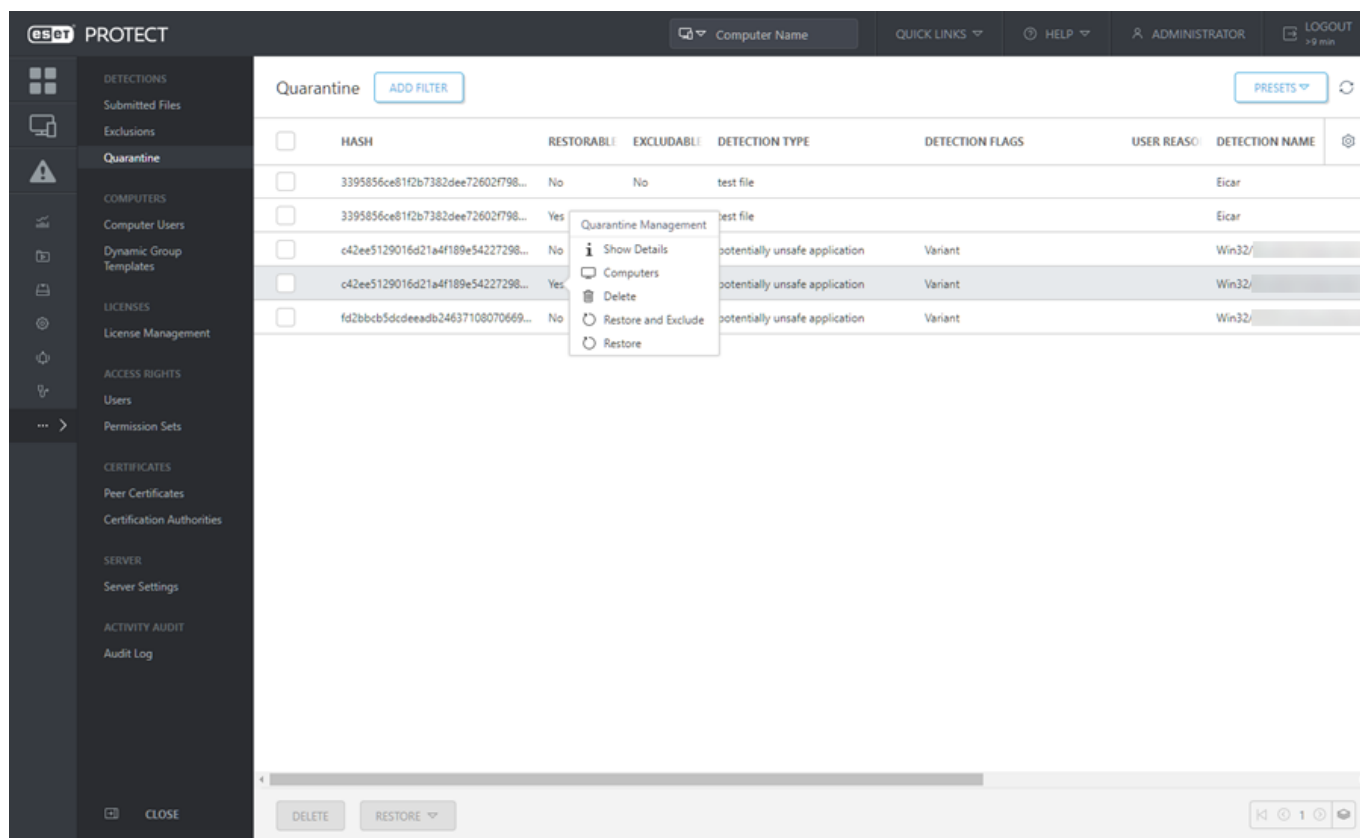 eset PROTECT
Computer Name
QUICK LINKS
HELP
ADMINISTRATOR
LOGOUT
>9 min
DETECTIONS
Submitted Files
Exclusions
Quarantine
COMPUTERS
Computer Users
Dynamic Group
Templates
LICENSES
License Management
ACCESS RIGHTS
Users
Permission Sets
CERTIFICATES
Peer Certificates
Certification Authorities
SERVER
Server Settings
ACTIVITY AUDIT
Audit Log
CLOSE
Quarantine ADD FILTER PRESETS
HASH RESTORABLE EXCLUDABLE DETECTION TYPE DETECTION FLAGS USER REASO DETECTION NAME
3395856ce81f2b7382dee72602f798... No No test file Eicar
3395856ce81f2b7382dee72602f798... Yes test file Eicar
c42ee5129016d21a4f189e54227298... No potentially unsafe application Variant Win32/
c42ee5129016d21a4f189e54227298... Yes potentially unsafe application Variant Win32/
fd2bbcb5dcdeeadb24637108070669... No potentially unsafe application Variant Win32/
Quarantine Management
Show Details
Computers
Delete
Restore and Exclude
Restore
DELETE RESTORE 1